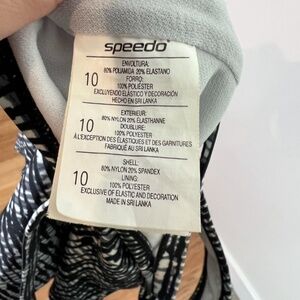 speedo
ENVOLTURA:
80% POLIAMIDA 20% ELASTANO
10
FORRO:
100% POLIÉSTER
EXCLUYENDO ELÁSTICO Y DECORACIÓN
HECHO EN SRI LANKA
EXTERIEUR:
80% NYLON 20% ELASTHANNE
10
DOUBLURE:
100% POLYESTER
À L'EXCEPTION DES ÉLASTIQUES ET DES GARNITURES
FABRIQUÉ AU SRI LANKA
SHELL:
80% NYLON 20% SPANDEX
10
LINING:
100% POLYESTER
EXCLUSIVE OF ELASTIC AND DECORATION
MADE IN SRI LANKA